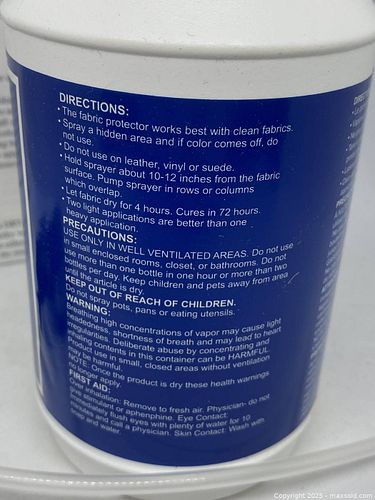 DIRECTIONS:
• The fabric protector works best with clean fabrics.
• Spray a hidden area and if color comes off, do
not use.
• Do not use on leather, vinyl or suede.
• Hold sprayer about 10-12 inches from the fabric
surface. Pump sprayer in rows or columns
which overlap.
• Let fabric dry for 4 hours. Cures in 72 hours.
• Two light applications are better than one
heavy application.
PRECAUTIONS:
USE ONLY IN WELL VENTILATED AREAS. Do not use
in small enclosed rooms, closet, or bathrooms. Do not
use more than one bottle in one hour or more than two
bottles per day. Keep children and pets away from area
until the article is dry.
KEEP OUT OF REACH OF CHILDREN.
Do not spray pots, pans or eating utensils.
WARNING:
Breathing high concentrations of vapor may cause light
headedness, shortness of breath and may lead to heart
irregularities. Deliberate abuse by concentrating and
inhaling contents in this container can be HARMFUL.
Product use in small, closed areas without ventilation
may be harmful.
NOTE: Once the product is dry these health warnings
no longer apply.
FIRST AID:
Over inhalation: Remove to fresh air. Physician- do not
give stimulant or aphenphine. Eye Contact:
Immediately flush eyes with plenty of water for 10
minutes and call a physician. Skin Contact: Wash with
soap and water.
DIRE
Copyright 2025 - maxsold.com